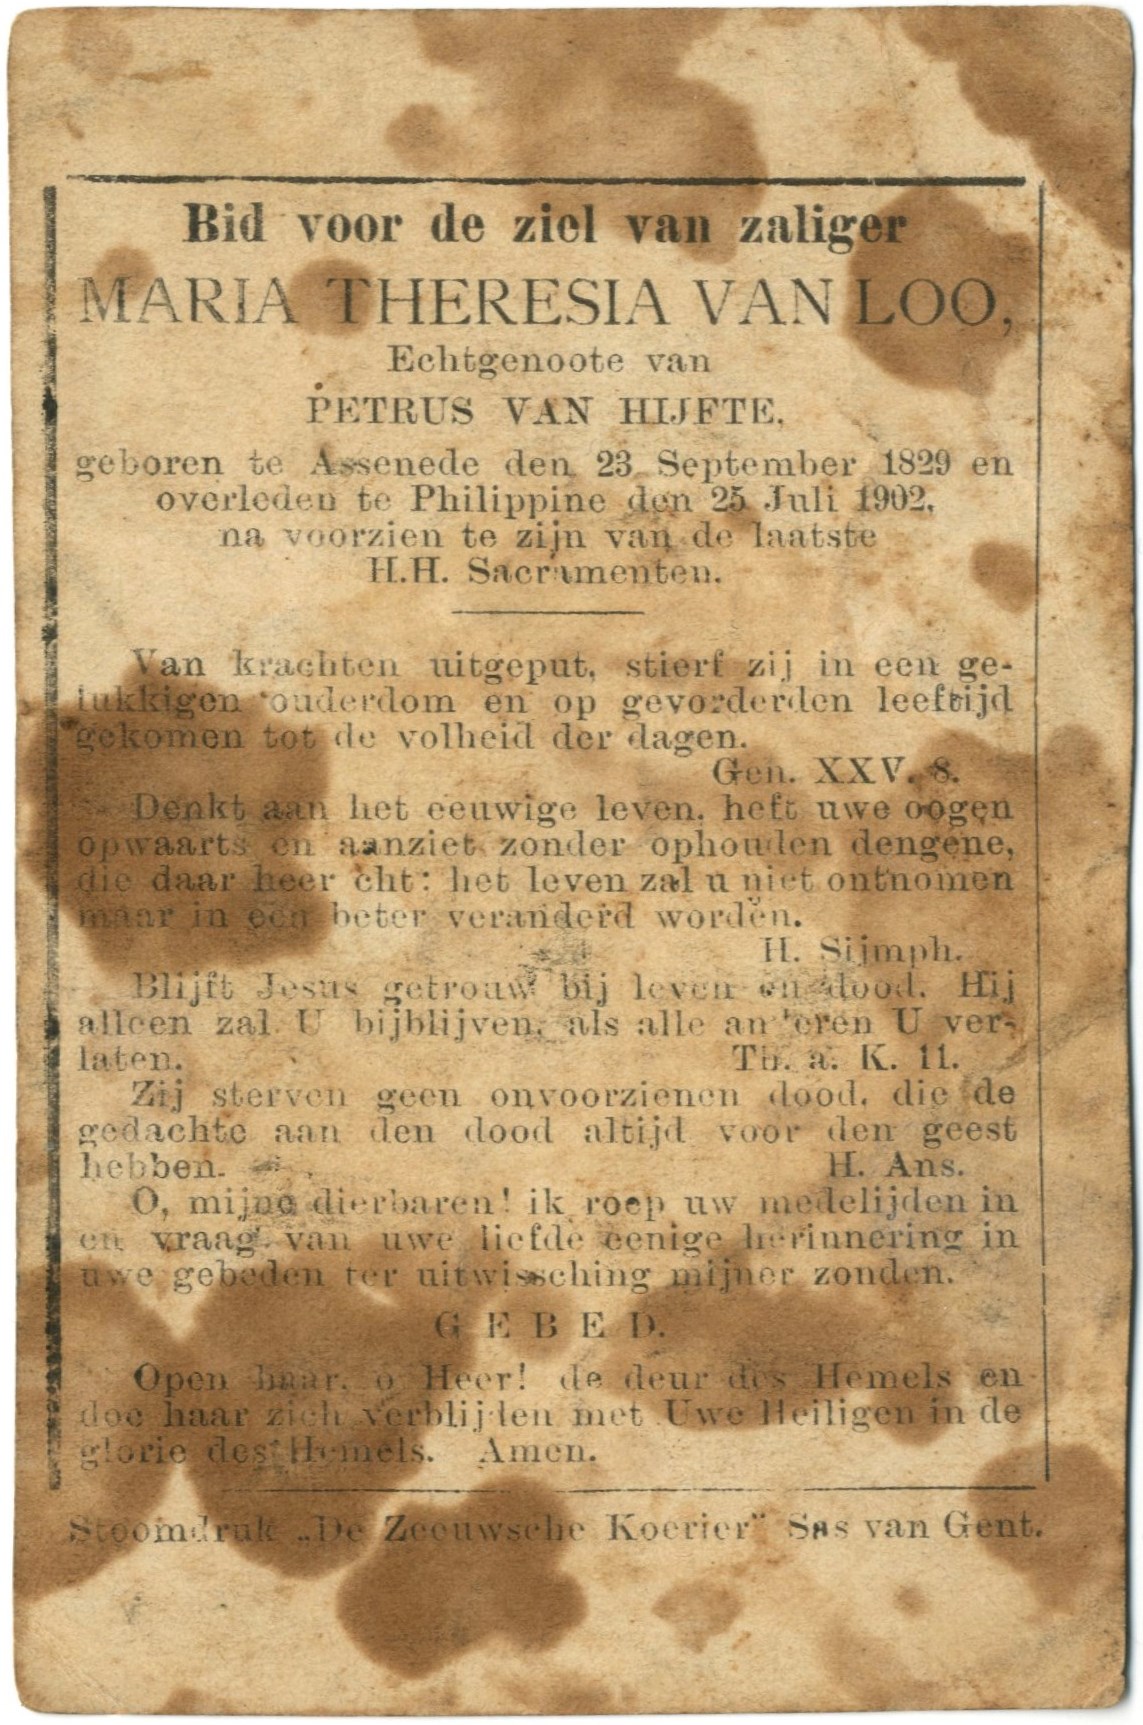 Bid voor de ziel van zaliger
MARIA THERESIA VAN LOO,
Echtgenoote van
PETRUS VAN HIJFTE,
geboren te Assenede den 23 September 1829 en
overleden te Philippine den 25 Juli 1902,
na voorzien te zijn van de laatste
H.H. Sacramenten.
Van krachten uitgeput, stierf zij in een ge-
lukkigen ouderdom en op gevorderden leeftijd
gekomen tot de volheid der dagen.
Gen. XXV. 8.
Denkt aan het eeuwige leven, heft uwe oogen
opwaarts en aanziet zonder ophouden dengene,
die daar heerscht: het leven zal u niet ontnomen
maar in een beter veranderd worden.
H. Sijmph.
Blijft Jesus getrouw bij leven en dood. Hij
alleen zal U bijblijven, als alle anderen U ver-
laten.
Th. a. K. 11.
Zij sterven geen onvoorzienen dood, die de
gedachte aan den dood altijd voor den geest
hebben.
H. Ans.
O, mijne dierbaren! ik roep uw medelijden in
en vraag van uwe liefde eenige herinnering in
uwe gebeden ter uitwissching mijner zonden.
GEBED.
Open haar, o Heer! de deur des Hemels en
doe haar zich verblijden met Uwe Heiligen in de
glorie des Hemels. Amen.
Stoomdruk „De Zeeuwsche Koerier" Sas van Gent.